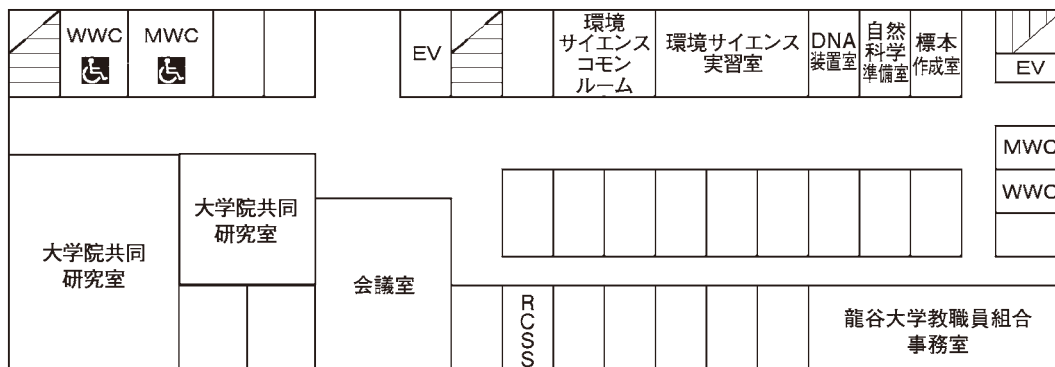 WWC
MWC
EV
環境
サイエンス
コモン
ルーム
環境サイエンス
実習室
DNA
装置室
自然
科学
準備室
標本
作成室
EV
MWC
WWC
大学院共同
研究室
大学院共同
研究室
会議室
RCSS
龍谷大学教職員組合
事務室